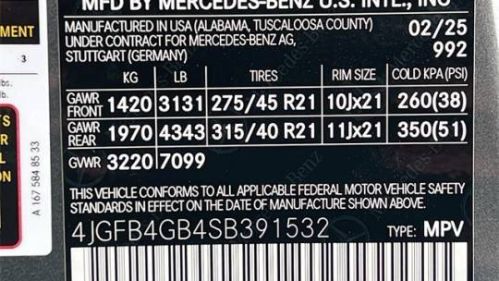 MFD BY MERCEDES-BENZ U.S. INTL., INC
MANUFACTURED IN USA (ALABAMA, TUSCALOOSA COUNTY) 02/25
UNDER CONTRACT FOR MERCEDES-BENZ AG, 992
STUTTGART (GERMANY)
KG LB TIRES RIM SIZE COLD KPA (PSI)
GAWR FRONT 1420 3131 275/45 R21 10Jx21 260(38)
GAWR REAR 1970 4343 315/40 R21 11Jx21 350(51)
GWR 3220 7099
THIS VEHICLE CONFORMS TO ALL APPLICABLE FEDERAL MOTOR VEHICLE SAFETY
STANDARDS IN EFFECT ON THE DATE OF MANUFACTURE SHOWN ABOVE.
4JGFB4GB4SB391532 TYPE: MPV
MENT
3
lbs.
lb.
A 167 584 85 33